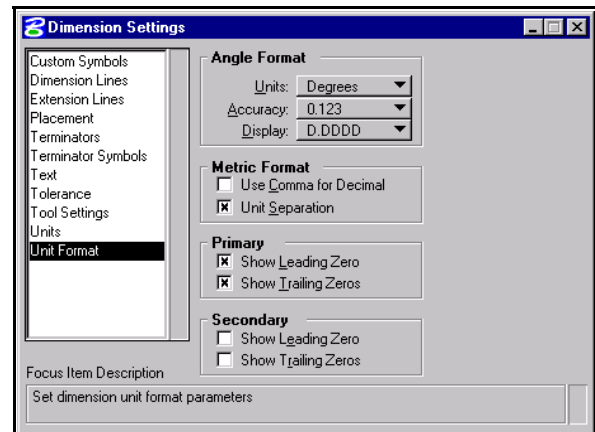 Dimension Settings
Custom Symbols
Dimension Lines
Extension Lines
Placement
Terminators
Terminator Symbols
Text
Tolerance
Tool Settings
Units
Unit Format
Angle Format
Units: Degrees
Accuracy: 0.123
Display: D.DDDD
Metric Format
Use Comma for Decimal
Unit Separation
Primary
Show Leading Zero
Show Trailing Zeros
Secondary
Show Leading Zero
Show Trailing Zeros
Focus Item Description
Set dimension unit format parameters